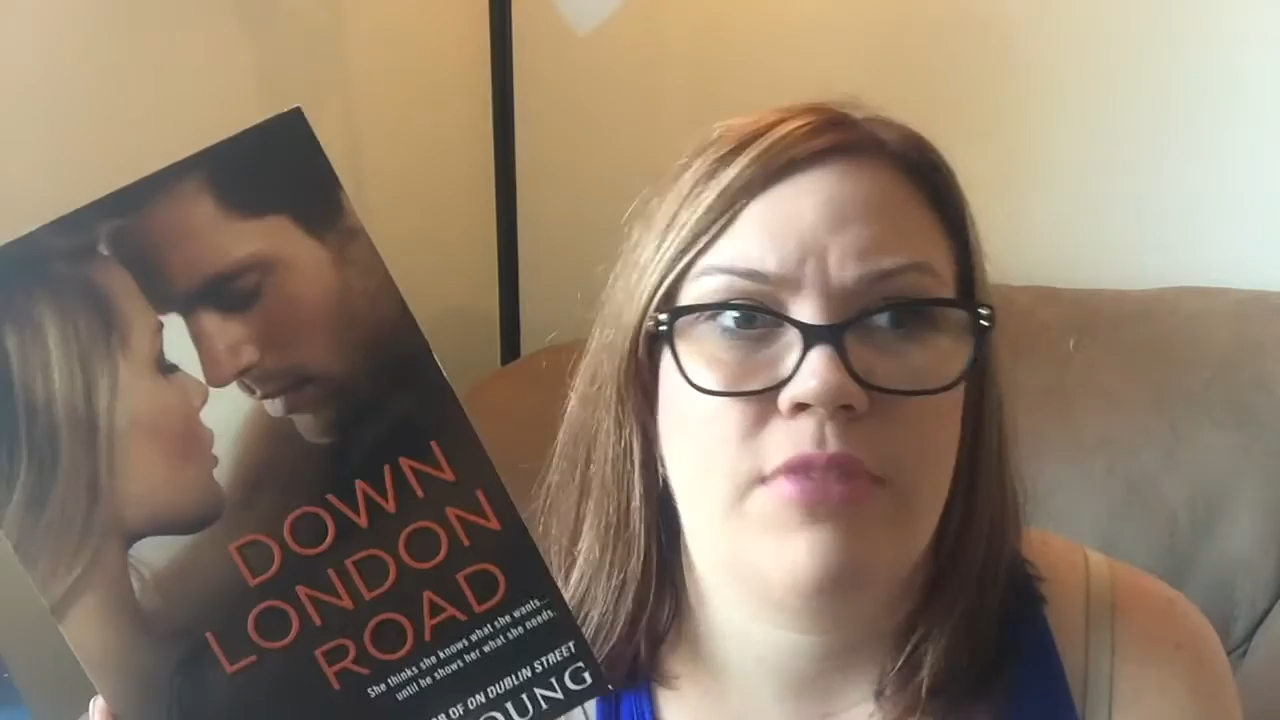 DOWN
LONDON
ROAD
She thinks she knows what she wants...
until he shows her what she needs.
OF ON DUBLIN STREET
OUNG